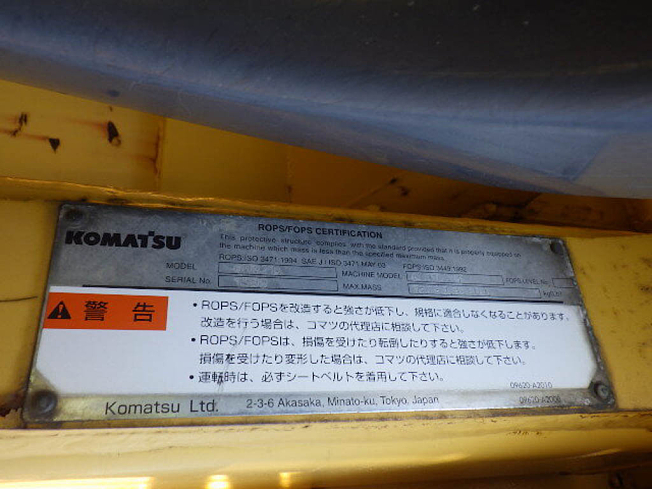 ROPS/FOPS CERTIFICATION
KOMATSU
This protective structure complies with the standard provided that it is properly equipped on
the machine which mass is less than the specified maximum mass.
ROPS:ISO 3471:1994 SAE J / ISO 3471 MAY 03 FOPS:ISO 3449:1992
MODEL MACHINE MODEL FOPS LEVEL No.
SERIAL No. MAX.MASS
警告
・ROPS/FOPSを改造すると強さが低下し、規格に適合しなくなることがあります。
改造を行う場合は、コマツの代理店に相談して下さい。
・ROPS/FOPSは、損傷を受けたり転倒したりすると強さが低下します。
損傷を受けたり変形した場合は、コマツの代理店に相談して下さい。
・運転時は、必ずシートベルトを着用して下さい。
09620-A2010
Komatsu Ltd. 2-3-6 Akasaka, Minato-ku, Tokyo, Japan
09620-A2000